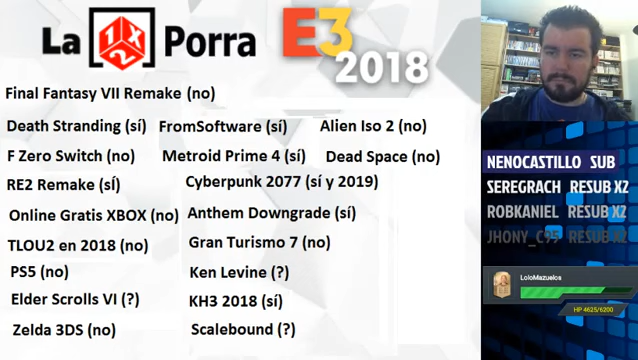 La 1X2 Porra E3 2018
Final Fantasy VII Remake (no)
Death Stranding (sí)
FromSoftware (sí)
Alien Iso 2 (no)
F Zero Switch (no)
Metroid Prime 4 (sí)
Dead Space (no)
RE2 Remake (sÍ)
Cyberpunk 2077 (sí y 2019)
Online Gratis XBOX (no)
Anthem Downgrade (sí)
TLOU2 en 2018 (no)
Gran Turismo 7 (no)
PS5 (no)
Ken Levine (?)
Elder Scrolls VI (?)
KH3 2018 (sí)
Zelda 3DS (no)
Scalebound (?)
NENOCASTILLO SUB
SEREGRACH RESUB X2
ROBKANIEL RESUB X2
JHONY_C95 RESUB X2
LoloMazuelos
HP 4625/6200